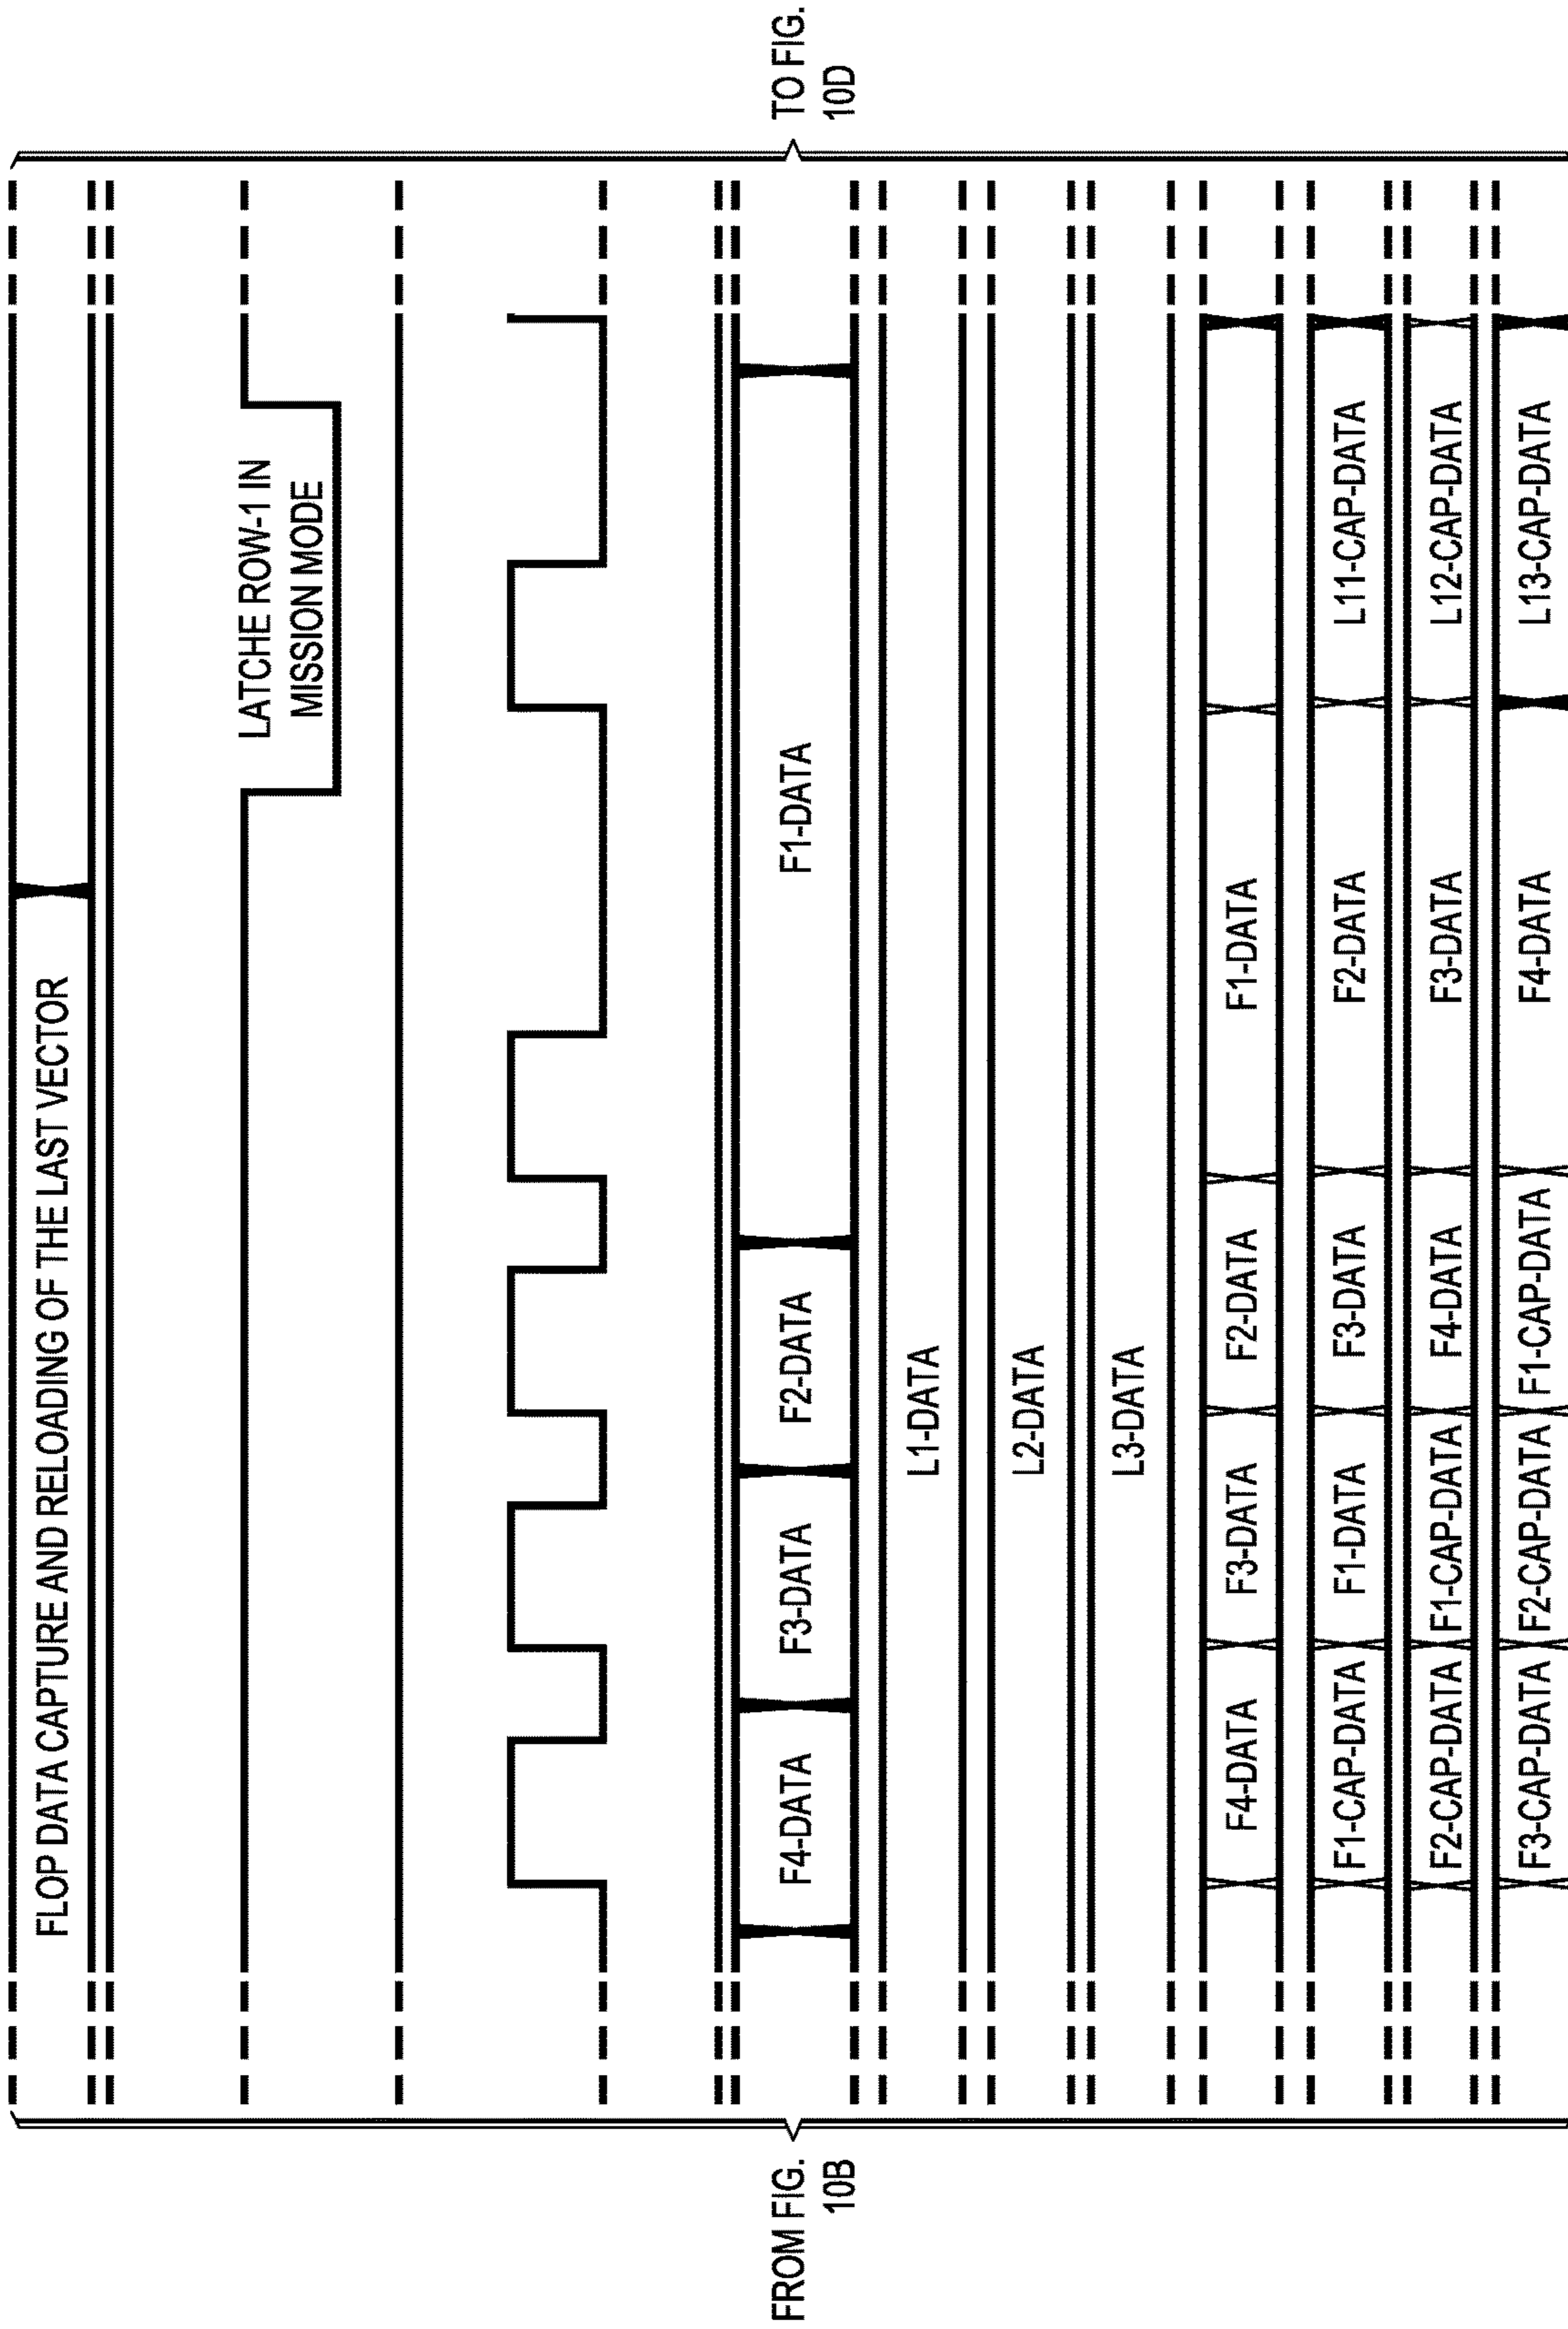 FROM FIG.
10B
TO FIG.
10D
FLOP DATA CAPTURE AND RELOADING OF THE LAST VECTOR
LATCHE ROW-1 IN
MISSION MODE
F4-DATA
F3-DATA
F2-DATA
F1-DATA
L1-DATA
L2-DATA
L3-DATA
F4-DATA
F3-DATA
F2-DATA
F1-DATA
F1-CAP-DATA
F1-DATA
F3-DATA
F2-DATA
L11-CAP-DATA
F2-CAP-DATA
F1-CAP-DATA
F4-DATA
F3-DATA
L12-CAP-DATA
F3-CAP-DATA
F2-CAP-DATA
F1-CAP-DATA
F4-DATA
L13-CAP-DATA